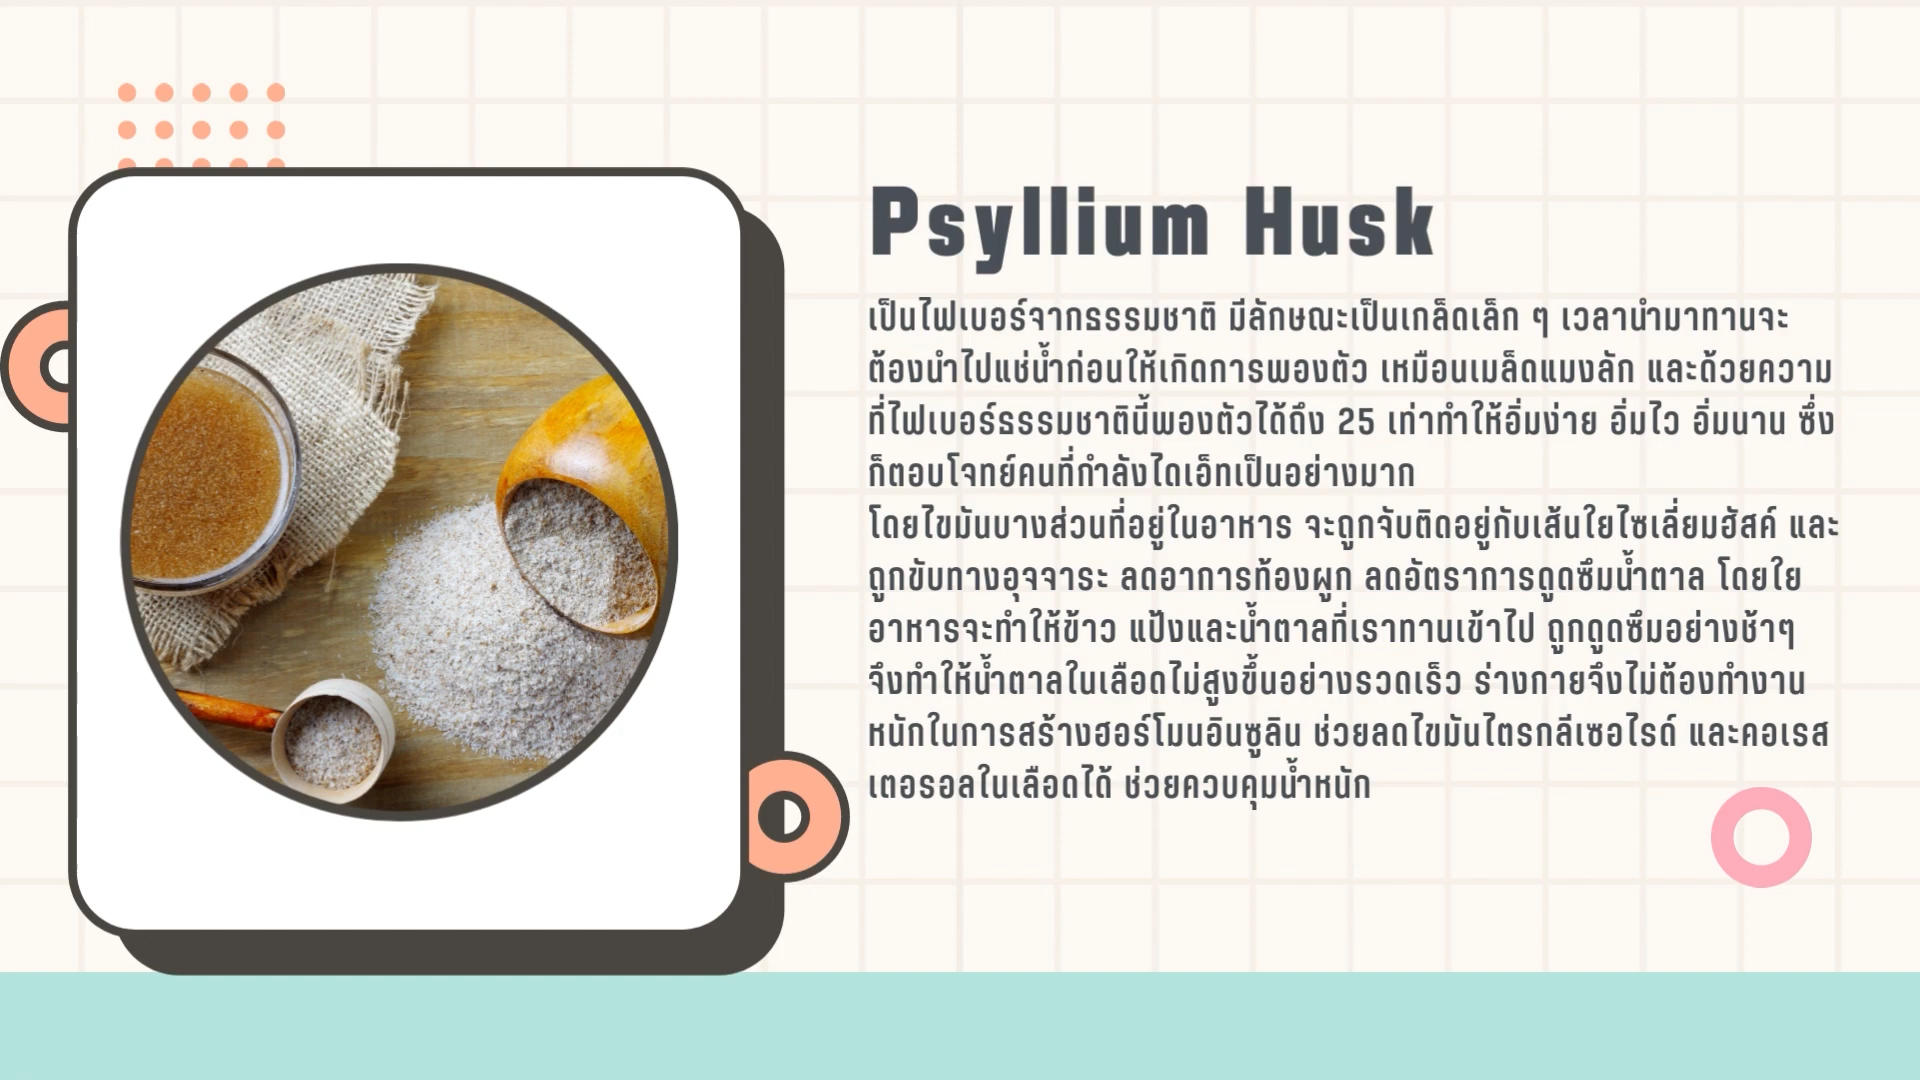 Psyllium Husk
เป็นไฟเบอร์จากธรรมชาติ มีลักษณะเป็นเกล็ดเล็ก ๆ เวลานำมาทานจะ
ต้องนำไปแช่น้ำก่อนให้เกิดการพองตัว เหมือนเมล็ดแมงลัก และด้วยความ
ที่ไฟเบอร์ธรรมชาตินี้พองตัวได้ถึง 25 เท่าทำให้อิ่มง่าย อิ่มไว อิ่มนาน ซึ่ง
ก็ตอบโจทย์คนที่กำลังไดเอ็ทเป็นอย่างมาก
โดยไขมันบางส่วนที่อยู่ในอาหาร จะถูกจับติดอยู่กับเส้นใยไซเลี่ยมฮัสค์ และ
ถูกขับทางอุจจาระ ลดอาการท้องผูก ลดอัตราการดูดซึมน้ำตาล โดยใย
อาหารจะทำให้ข้าว แป้งและน้ำตาลที่เราทานเข้าไป ถูกดูดซึมอย่างช้าๆ
จึงทำให้น้ำตาลในเลือดไม่สูงขึ้นอย่างรวดเร็ว ร่างกายจึงไม่ต้องทำงาน
หนักในการสร้างฮอร์โมนอินซูลิน ช่วยลดไขมันไตรกลีเซอไรด์ และคอเรส
เตอรอลในเลือดได้ ช่วยควบคุมน้ำหนัก